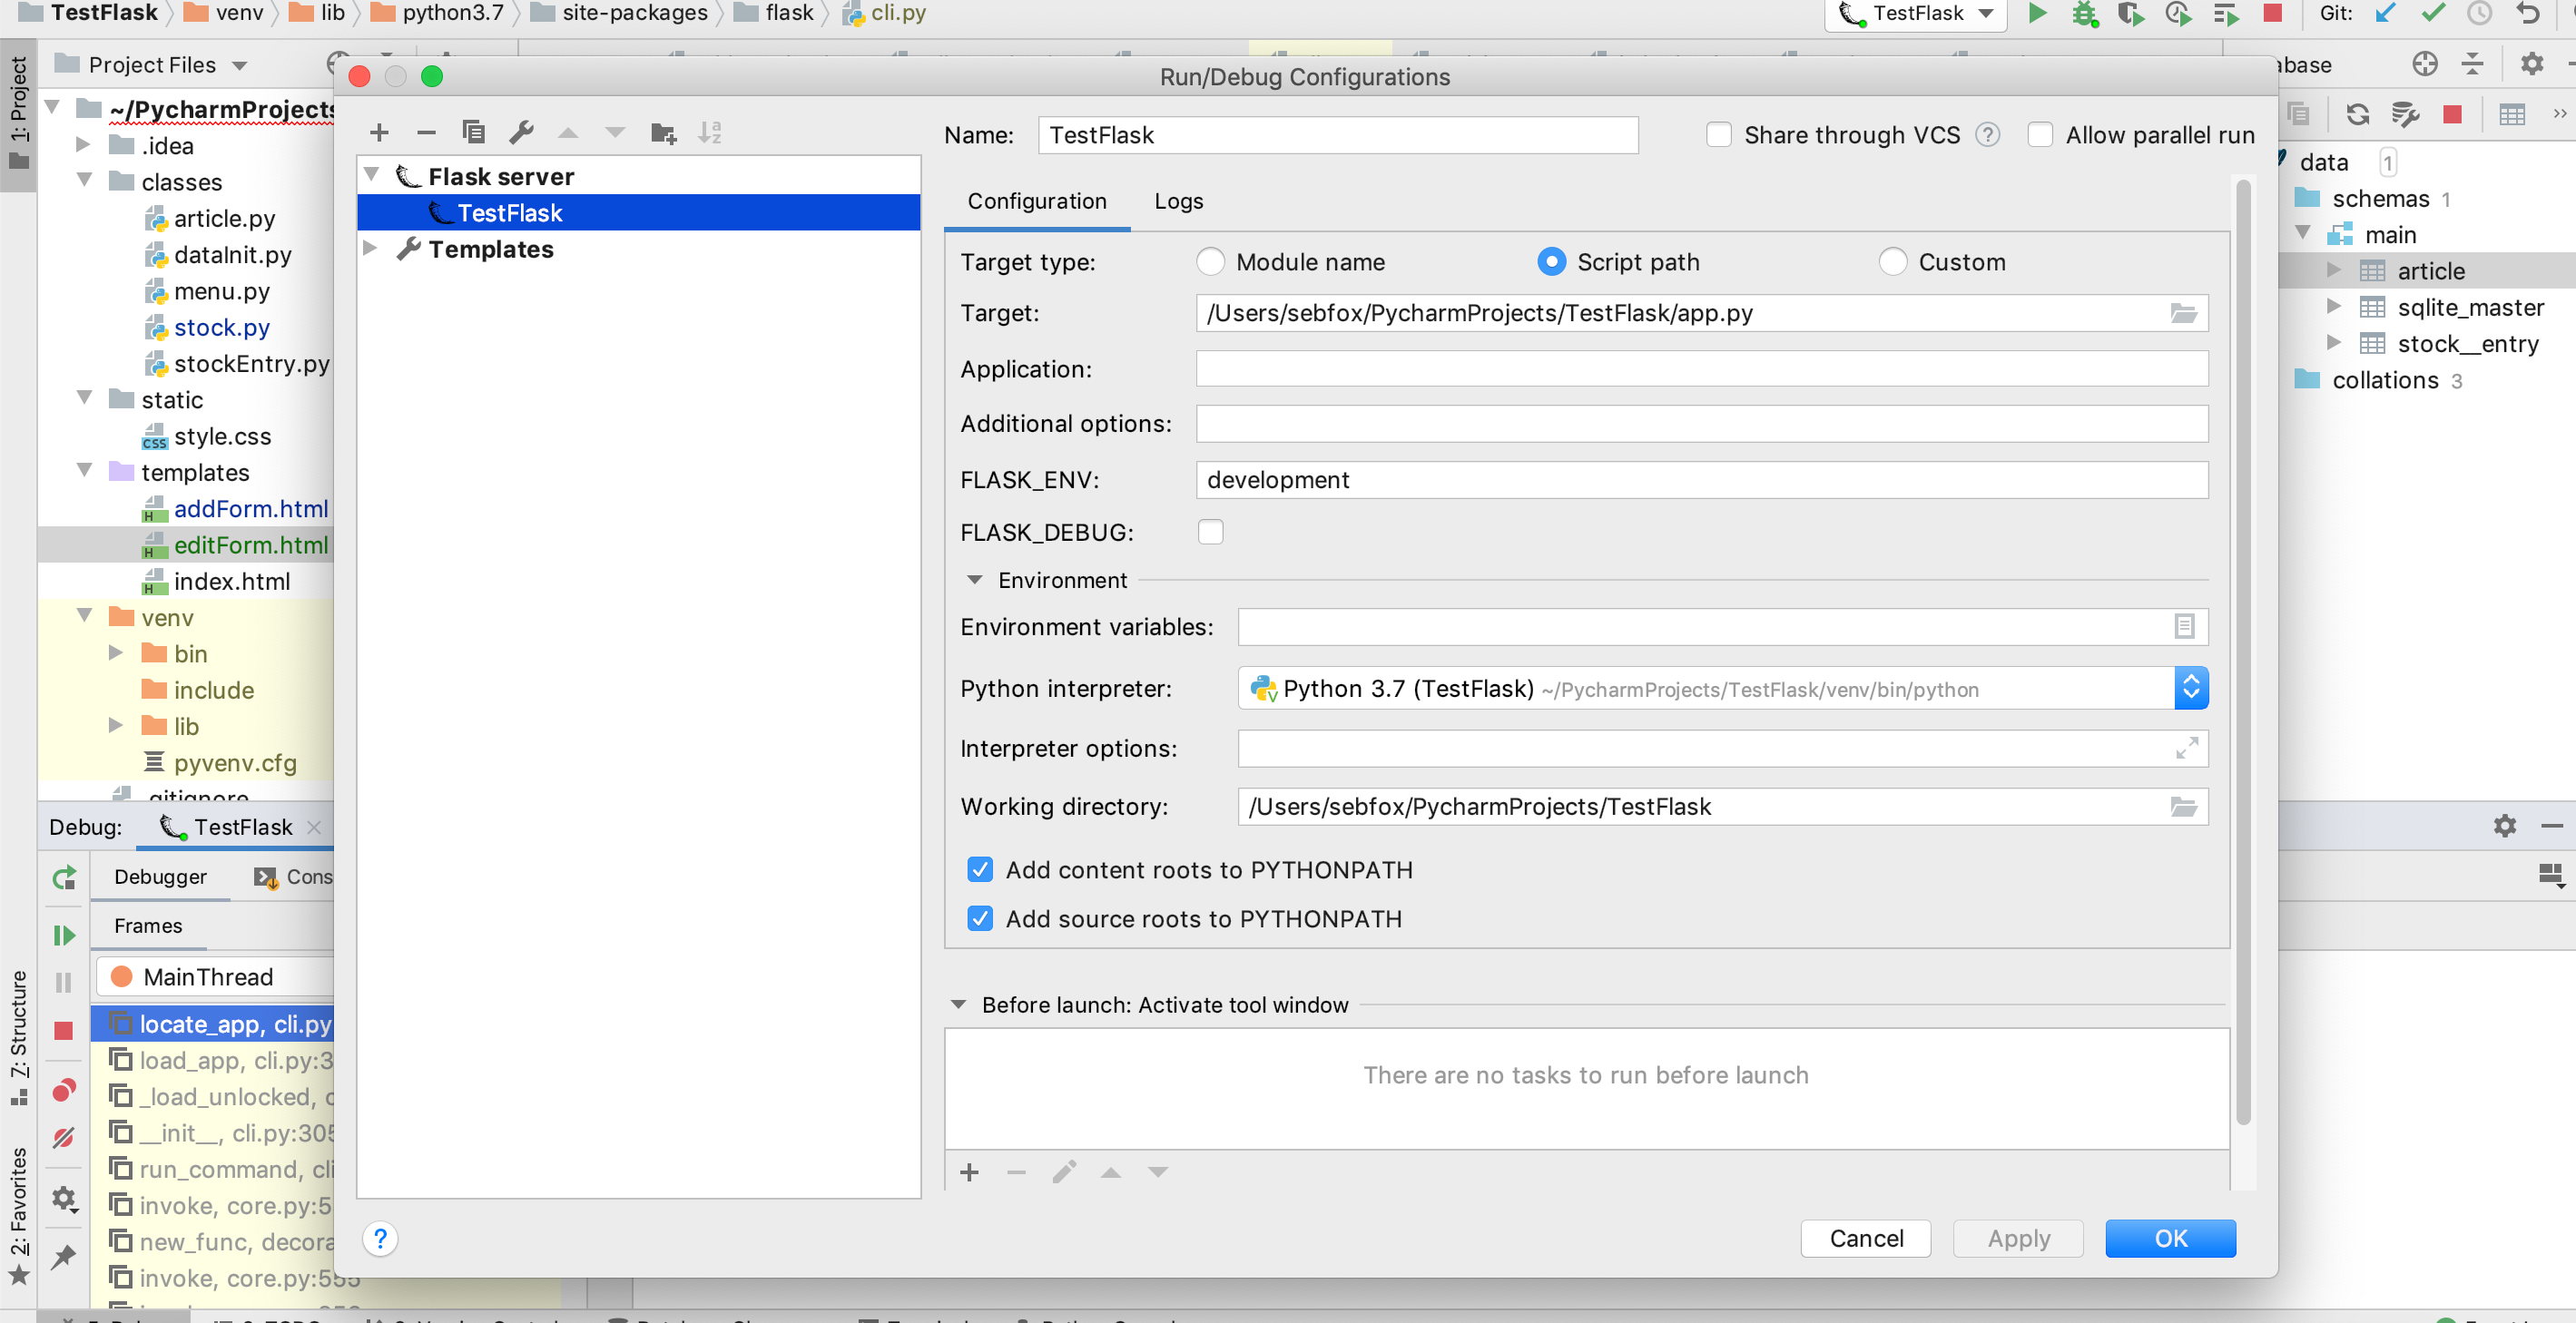 TestFlask venv lib python3.7 site-packages flask cli.py TestFlask Git:
1: Project
Project Files
~/PycharmProjects
.idea
classes
article.py
dataInit.py
menu.py
stock.py
stockEntry.py
static
style.css
templates
addForm.html
editForm.html
index.html
venv
bin
include
lib
pyvenv.cfg
.gitignore
Run/Debug Configurations
Flask server
TestFlask
Templates
Name: TestFlask Share through VCS ? Allow parallel run
Configuration Logs
Target type: Module name Script path Custom
Target: /Users/sebfox/PycharmProjects/TestFlask/app.py
Application:
Additional options:
FLASK_ENV: development
FLASK_DEBUG:
Environment
Environment variables:
Python interpreter: Python 3.7 (TestFlask) ~/PycharmProjects/TestFlask/venv/bin/python
Interpreter options:
Working directory: /Users/sebfox/PycharmProjects/TestFlask
Add content roots to PYTHONPATH
Add source roots to PYTHONPATH
Before launch: Activate tool window
There are no tasks to run before launch
? Cancel Apply OK
abase
data 1
schemas 1
main
article
sqlite_master
stock__entry
collations 3
Debug: TestFlask
Debugger Cons
Frames
MainThread
locate_app, cli.py
load_app, cli.py:3
_load_unlocked, c
__init__, cli.py:305
run_command, cli
invoke, core.py:5
new_func, decora
invoke, core.py:555
7: Structure
2: Favorites